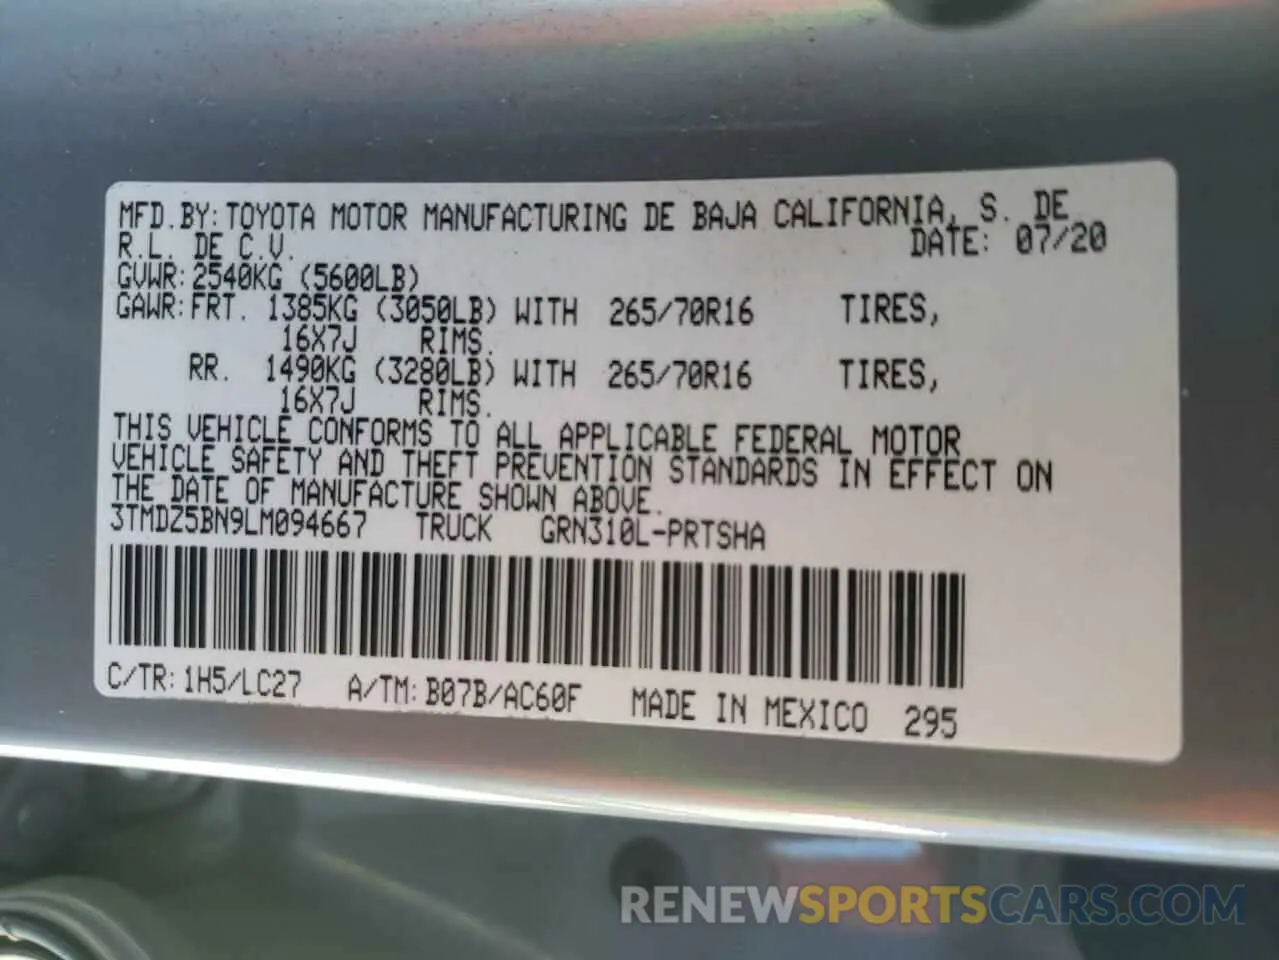 MFD.BY: TOYOTA MOTOR MANUFACTURING DE BAJA CALIFORNIA, S. DE
R.L. DE C.V. DATE: 07/20
GVWR: 2540KG (5600LB)
GAWR: FRT. 1385KG (3050LB) WITH 265/70R16 TIRES,
16X7J RIMS.
RR. 1490KG (3280LB) WITH 265/70R16 TIRES,
16X7J RIMS.
THIS VEHICLE CONFORMS TO ALL APPLICABLE FEDERAL MOTOR
VEHICLE SAFETY AND THEFT PREVENTION STANDARDS IN EFFECT ON
THE DATE OF MANUFACTURE SHOWN ABOVE.
3TMDZ5BN9LM094667 TRUCK GRN310L-PRTSHA
C/TR: 1H5/LC27 A/TM: B07B/AC60F MADE IN MEXICO 295
RENEWSPORTSCARS.COM